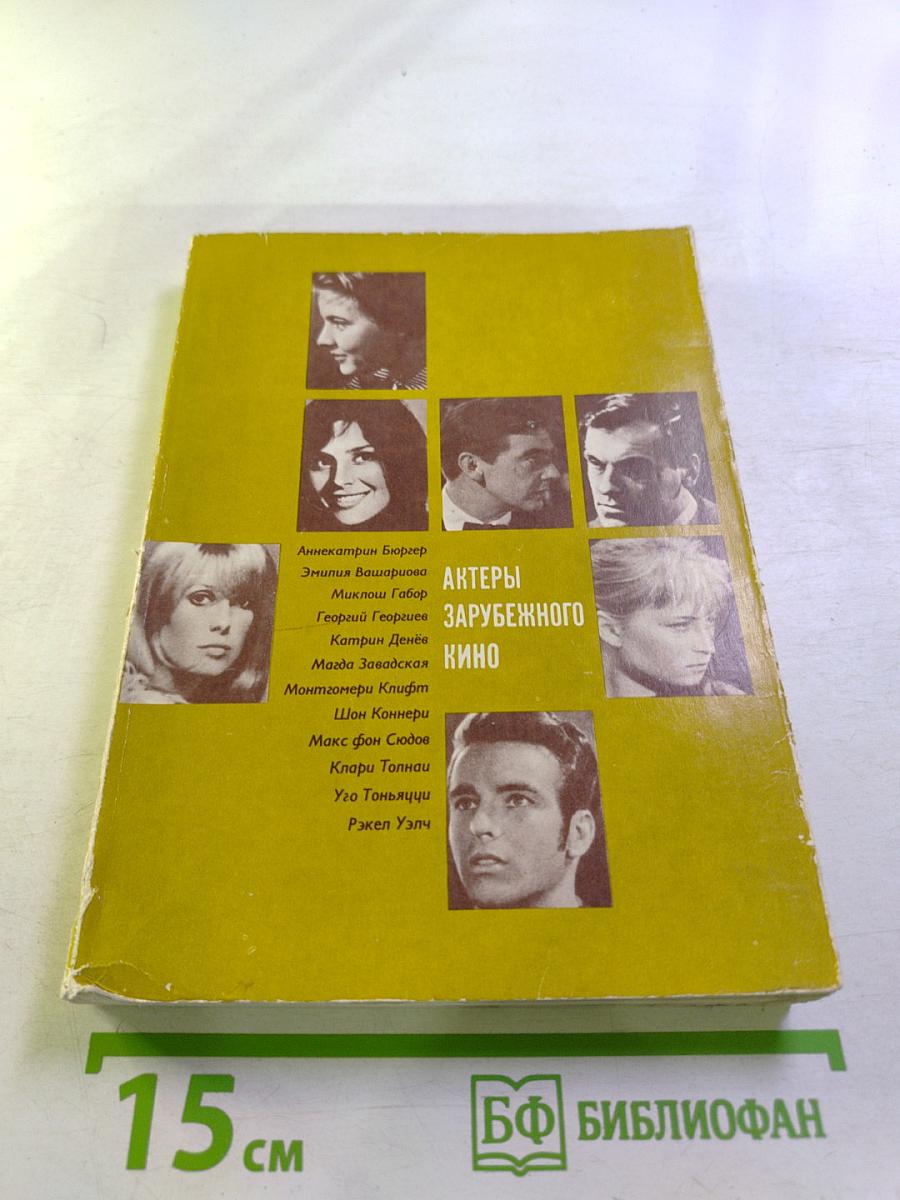 Аннекатрин Бюргер
Эмилия Вашариова
Миклош Габор
Георгий Георгиев
Катрин Денёв
Магда Завадская
Монтгомери Клифт
Шон Коннери
Макс фон Сюдов
Клари Толнаи
Уго Тоньяцци
Рэкел Уэлч
АКТЕРЫ
ЗАРУБЕЖНОГО
КИНО
15 см
БФ БИБЛИОФАН